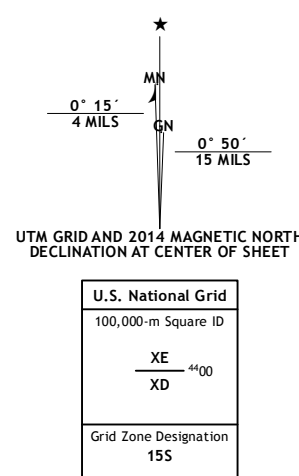 ★
MN
0° 15´
4 MILS
GN
0° 50´
15 MILS
UTM GRID AND 2014 MAGNETIC NORTH
DECLINATION AT CENTER OF SHEET
U.S. National Grid
100,000-m Square ID
XE
4400
XD
Grid Zone Designation
15S